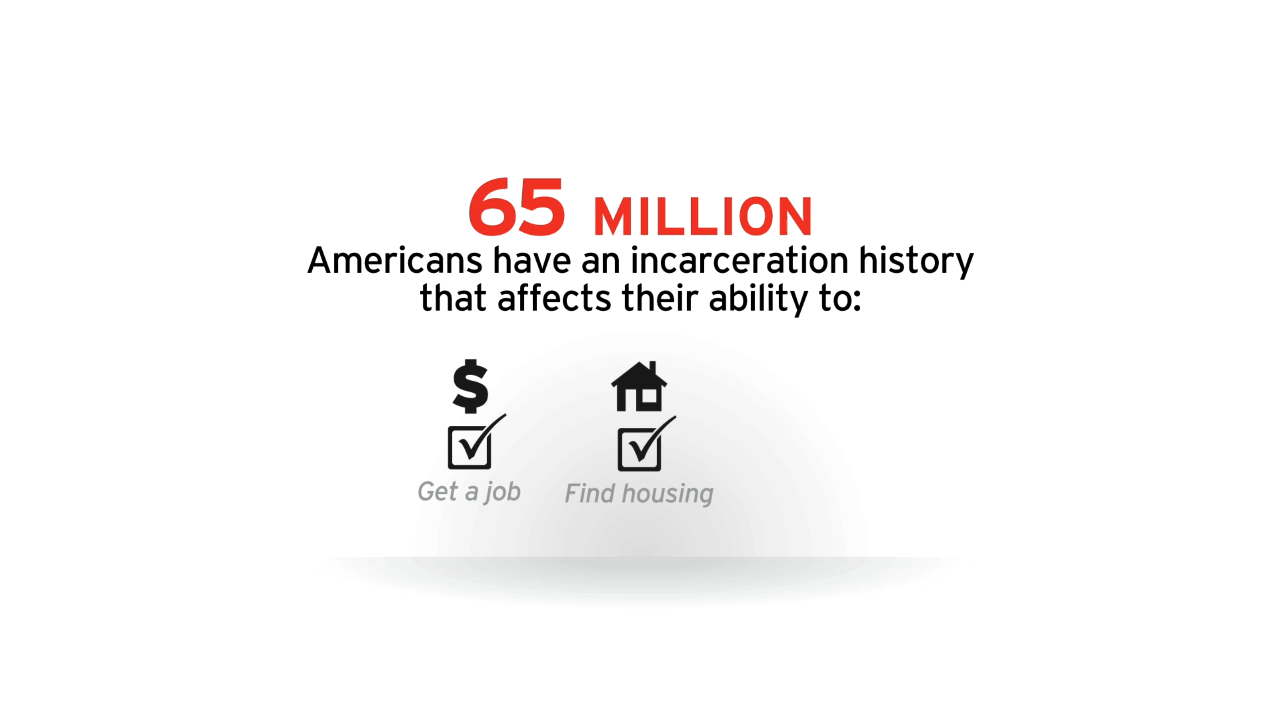 65 MILLION
Americans have an incarceration history
that affects their ability to:
$
Get a job
Find housing